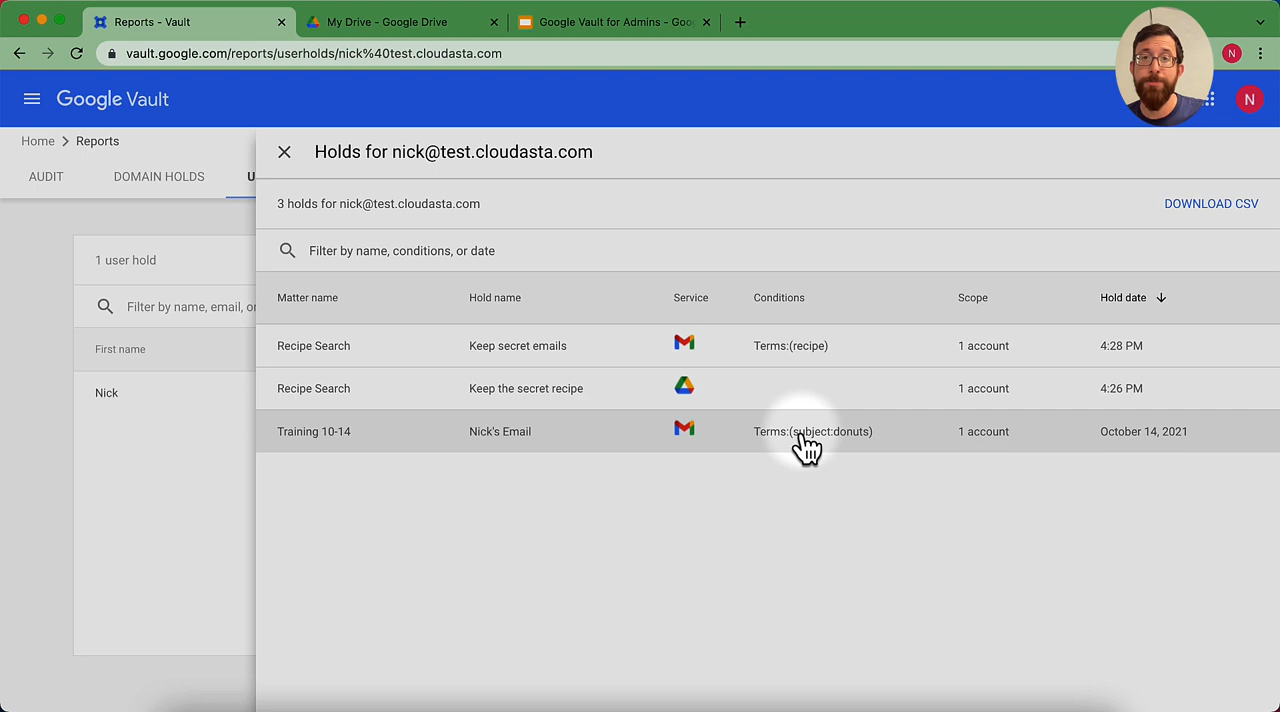 Reports - Vault
My Drive - Google Drive
Google Vault for Admins - Goo
vault.google.com/reports/userholds/nick%40test.cloudasta.com
N
Google Vault
N
Home > Reports
AUDIT
DOMAIN HOLDS
U
1 user hold
Filter by name, email, or
First name
Nick
Holds for nick@test.cloudasta.com
3 holds for nick@test.cloudasta.com
DOWNLOAD CSV
Filter by name, conditions, or date
Matter name Hold name Service Conditions Scope Hold date
Recipe Search Keep secret emails Terms:(recipe) 1 account 4:28 PM
Recipe Search Keep the secret recipe 1 account 4:26 PM
Training 10-14 Nick's Email Terms:(subject:donuts) 1 account October 14, 2021